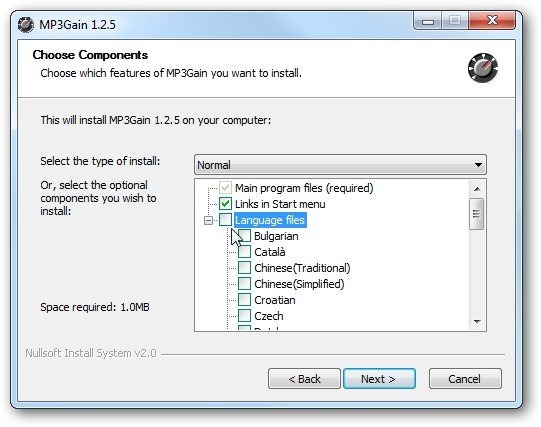 MP3Gain 1.2.5
Choose Components
Choose which features of MP3Gain you want to install.
This will install MP3Gain 1.2.5 on your computer:
Select the type of install:
Normal
Or, select the optional
components you wish to
install:
Main program files (required)
Links in Start menu
Language files
Bulgarian
Català
Chinese(Traditional)
Chinese(Simplified)
Croatian
Czech
Space required: 1.0MB
Nullsoft Install System v2.0
< Back
Next >
Cancel